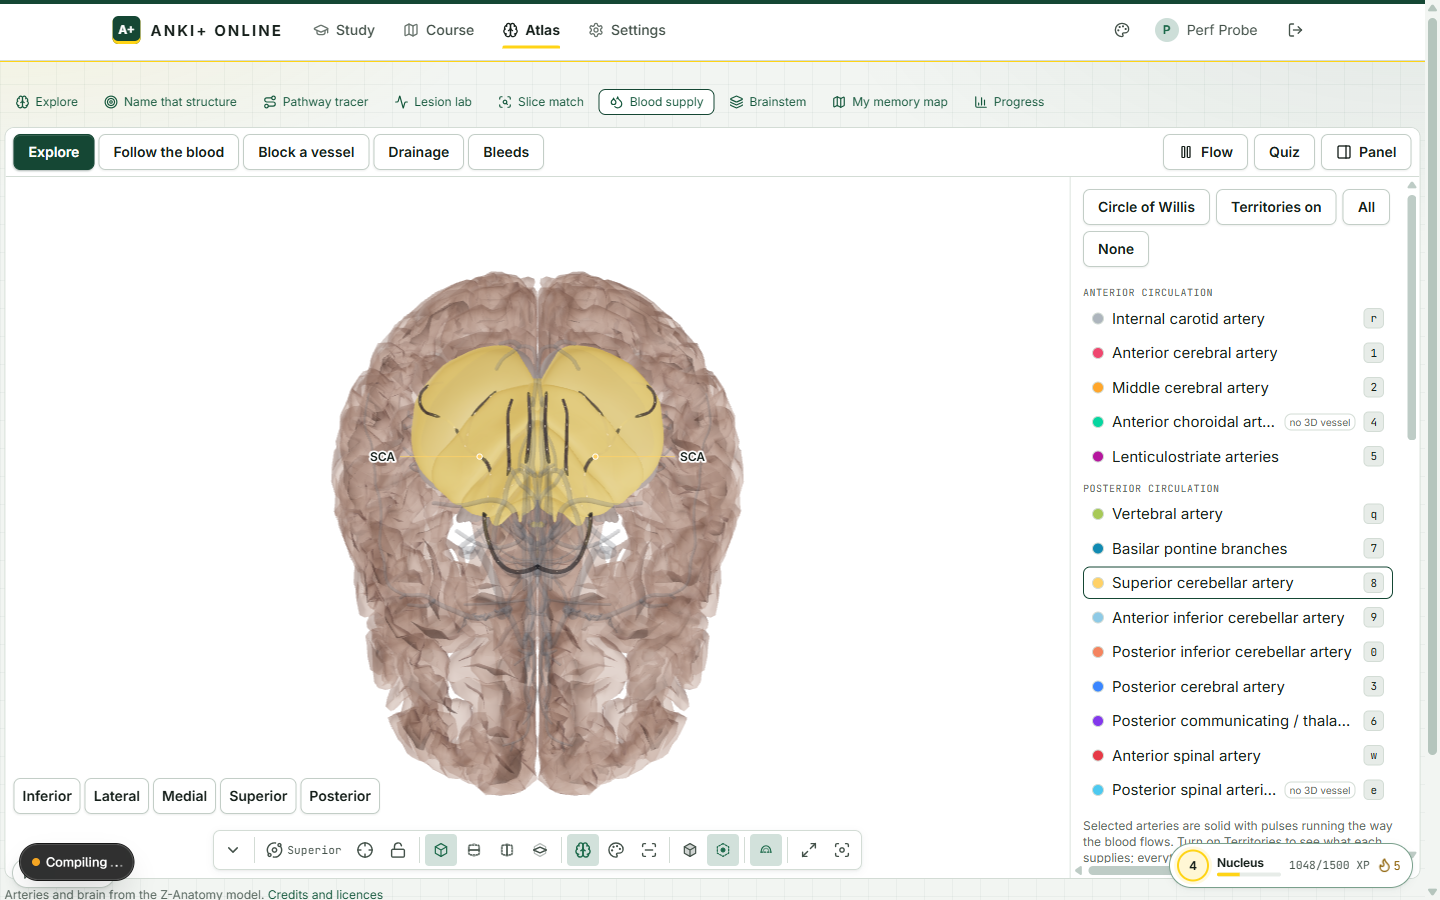 A+ ANKI+ ONLINE Study Course Atlas Settings P Perf Probe
Explore Name that structure Pathway tracer Lesion lab Slice match Blood supply Brainstem My memory map Progress
Explore Follow the blood Block a vessel Drainage Bleeds Flow Quiz Panel
Circle of Willis Territories on All
None
ANTERIOR CIRCULATION
Internal carotid artery r
Anterior cerebral artery 1
Middle cerebral artery 2
Anterior choroidal art... no 3D vessel 4
Lenticulostriate arteries 5
POSTERIOR CIRCULATION
Vertebral artery q
Basilar pontine branches 7
Superior cerebellar artery 8
Anterior inferior cerebellar artery 9
Posterior inferior cerebellar artery 0
Posterior cerebral artery 3
Posterior communicating / thala... 6
Anterior spinal artery w
Posterior spinal arteri... no 3D vessel e
Selected arteries are solid with pulses running the way
the blood flows. Turn on Territories to see what each
supplies;
SCA SCA
Inferior Lateral Medial Superior Posterior
Superior
Compiling ...
4 Nucleus 1048/1500 XP 5
Arteries and brain from the Z-Anatomy model. Credits and licences